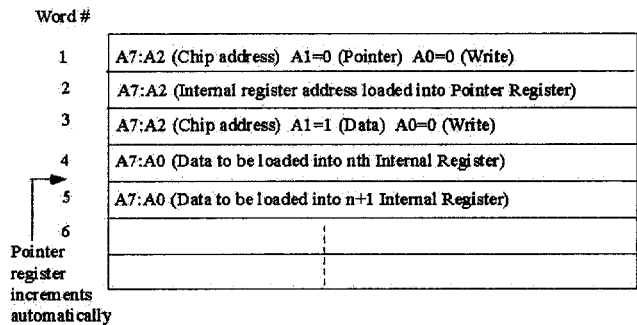 Word #
1 A7:A2 (Chip address) A1=0 (Pointer) A0=0 (Write)
2 A7:A2 (Internal register address loaded into Pointer Register)
3 A7:A2 (Chip address) A1=1 (Data) A0=0 (Write)
4 A7:A0 (Data to be loaded into nth Internal Register)
5 A7:A0 (Data to be loaded into n+1 Internal Register)
6
Pointer
register
increments
automatically